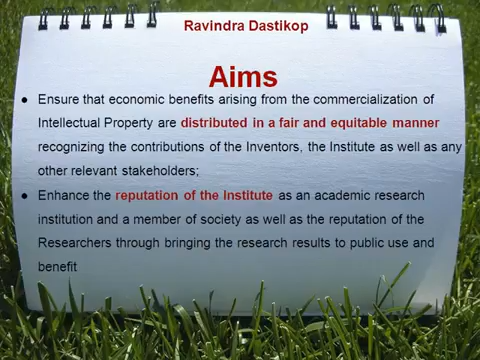 Ravindra Dastikop
Aims
● Ensure that economic benefits arising from the commercialization of
Intellectual Property are distributed in a fair and equitable manner
recognizing the contributions of the Inventors, the Institute as well as any
other relevant stakeholders;
● Enhance the reputation of the Institute as an academic research
institution and a member of society as well as the reputation of the
Researchers through bringing the research results to public use and
benefit